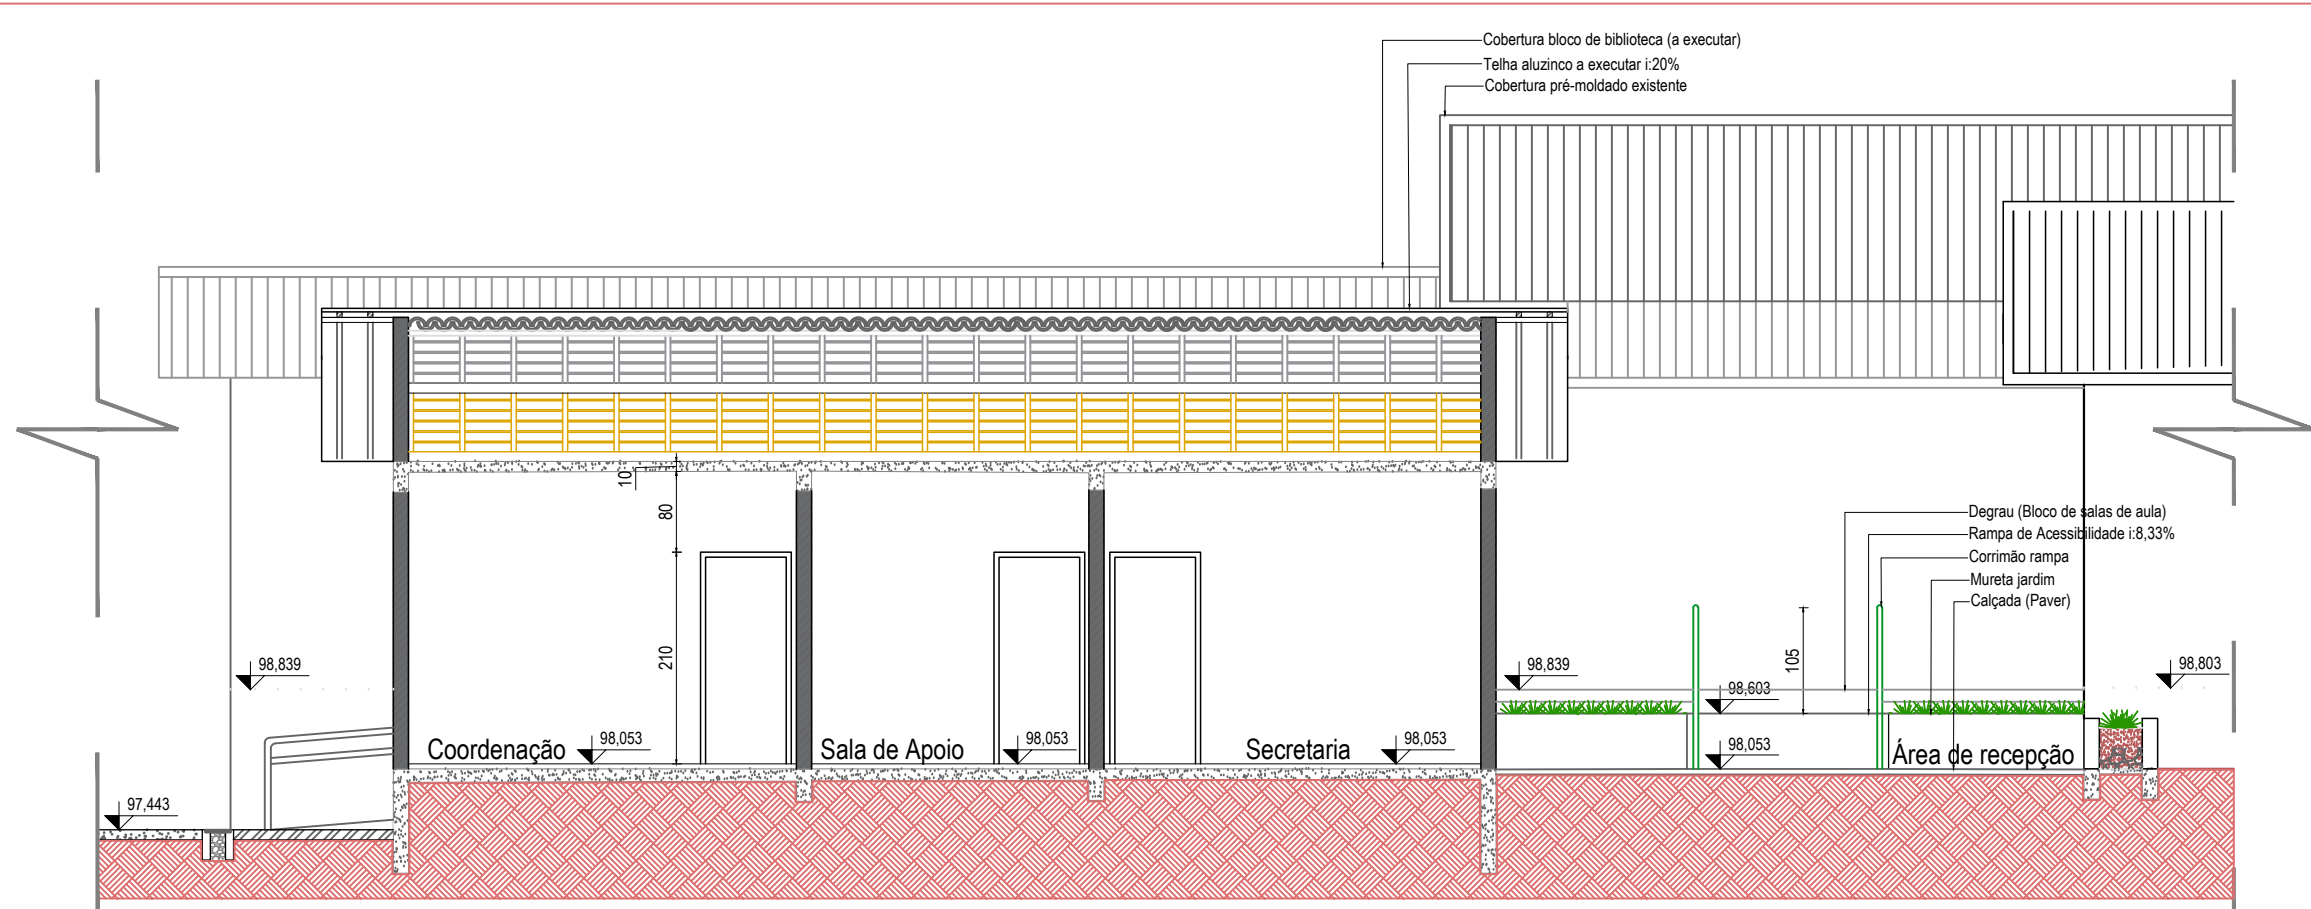 Cobertura bloco de biblioteca (a executar)
Telha aluzinco a executar i:20%
Cobertura pré-moldado existente
10
80
Degrau (Bloco de salas de aula)
Rampa de Acessibilidade i:8,33%
Corrimão rampa
Mureta jardim
Calçada (Paver)
210
105
98,839
98,839
98,803
98,603
Coordenação
98,053
Sala de Apoio
98,053
Secretaria
98,053
98,053
Área de recepção
97,443